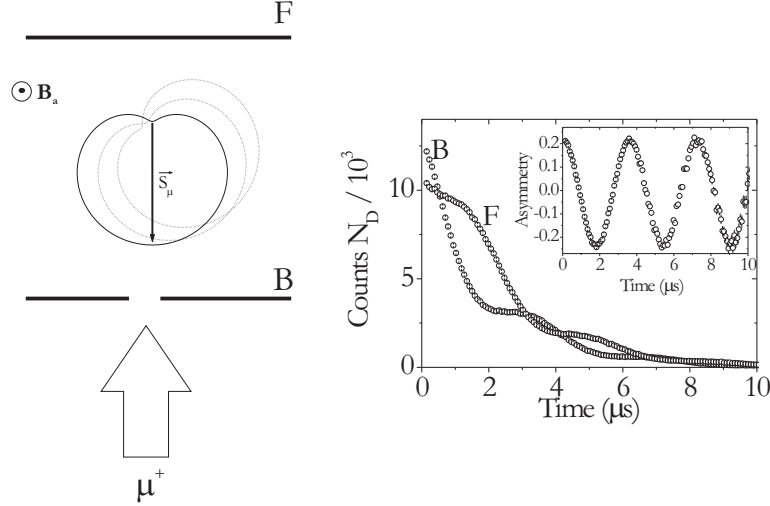 F
B_a
S_μ
B
μ+
Counts N_D / 10^3
10
5
0
B
F
0 2 4 6 8 10
Time (μs)
Asymmetry
0.2
0.1
0.0
-0.1
-0.2
0 2 4 6 8 10
Time (μs)